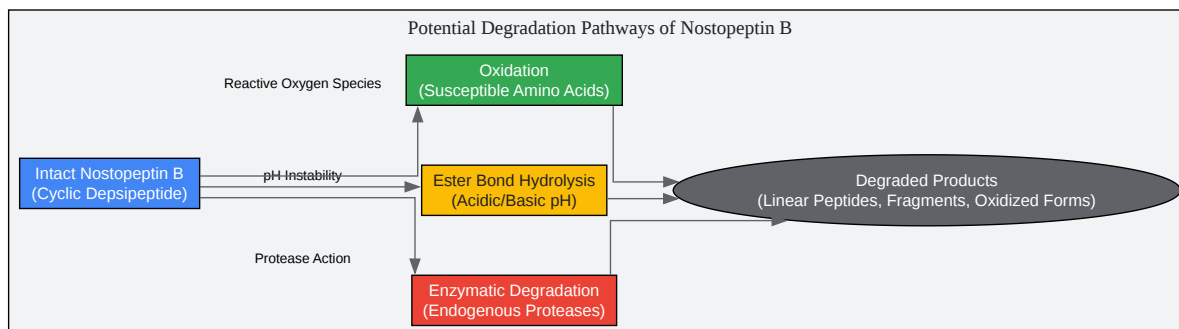 Potential Degradation Pathways of Nostopeptin B
Oxidation
(Susceptible Amino Acids)
Reactive Oxygen Species
Intact Nostopeptin B
(Cyclic Depsipeptide)
pH Instability
Ester Bond Hydrolysis
(Acidic/Basic pH)
Degraded Products
(Linear Peptides, Fragments, Oxidized Forms)
Protease Action
Enzymatic Degradation
(Endogenous Proteases)